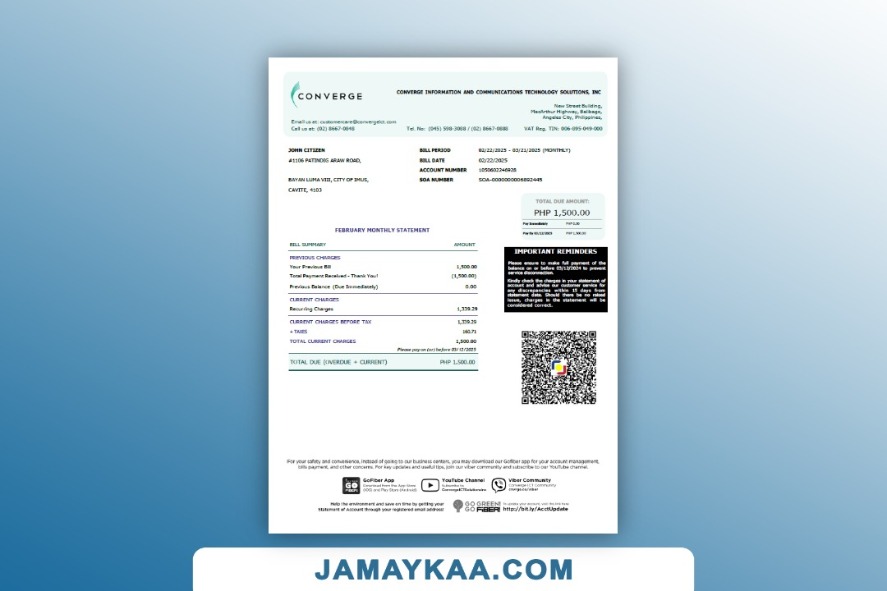 CONVERGE
CONVERGE INFORMATION AND COMMUNICATIONS TECHNOLOGY SOLUTIONS, INC
New Street Building,
MacArthur Highway, Balibago,
Angeles City, Philippines,
Email us at: customercare@convergeict.com
Call us at: (02) 8667-0848
Tel. No: (045) 598-3088 / (02) 8667-0888
VAT Reg. TIN: 006-895-049-000
JOHN CITIZEN
#1106 PATINDIG ARAW ROAD,
BAYAN LUMA VIII, CITY OF IMUS,
CAVITE, 4103
BILL PERIOD 02/22/2025 - 03/21/2025 (MONTHLY)
BILL DATE 02/22/2025
ACCOUNT NUMBER
SOA NUMBER
TOTAL DUE AMOUNT:
PHP 1,500.00
Pay Immediately PHP 0.00
Pay by 03/12/2025 PHP 1,500.00
FEBRUARY MONTHLY STATEMENT
BILL SUMMARY AMOUNT
PREVIOUS CHARGES
Your Previous Bill 1,500.00
Total Payment Received - Thank You! (1,500.00)
Previous Balance (Due Immediately) 0.00
CURRENT CHARGES
Recurring Charges 1,339.29
CURRENT CHARGES BEFORE TAX 1,339.29
+ TAXES 160.71
TOTAL CURRENT CHARGES 1,500.00
Please pay on (or) before 03/12/2025
TOTAL DUE (OVERDUE + CURRENT) PHP 1,500.00
IMPORTANT REMINDERS
Please ensure to make full payment of the
balance on or before 03/13/2024 to prevent
service disconnection.
Kindly check the charges in your statement of
account and advise our customer service for
any discrepancies within 15 days from
statement date. Should there be no raised
issue, charges in the statement will be
considered correct.
For your safety and convenience, instead of going to our business centers, you may download our GoFiber app for your account management,
bills payment, and other concerns. For key updates and useful tips, join our viber community and subscribe to our YouTube channel.
GO FIBER
GoFiber App
Download from the App Store
(iOS) and Play Store (Android)
YouTube Channel
Subscribe to
Viber Community
Converge ICT Community
Help the environment and save on time by getting your
Statement of Account through your registered email address!
GO GREEN!
GO FIBER!
http://bit.ly/AcctUpdate
JAMAYKAA.COM